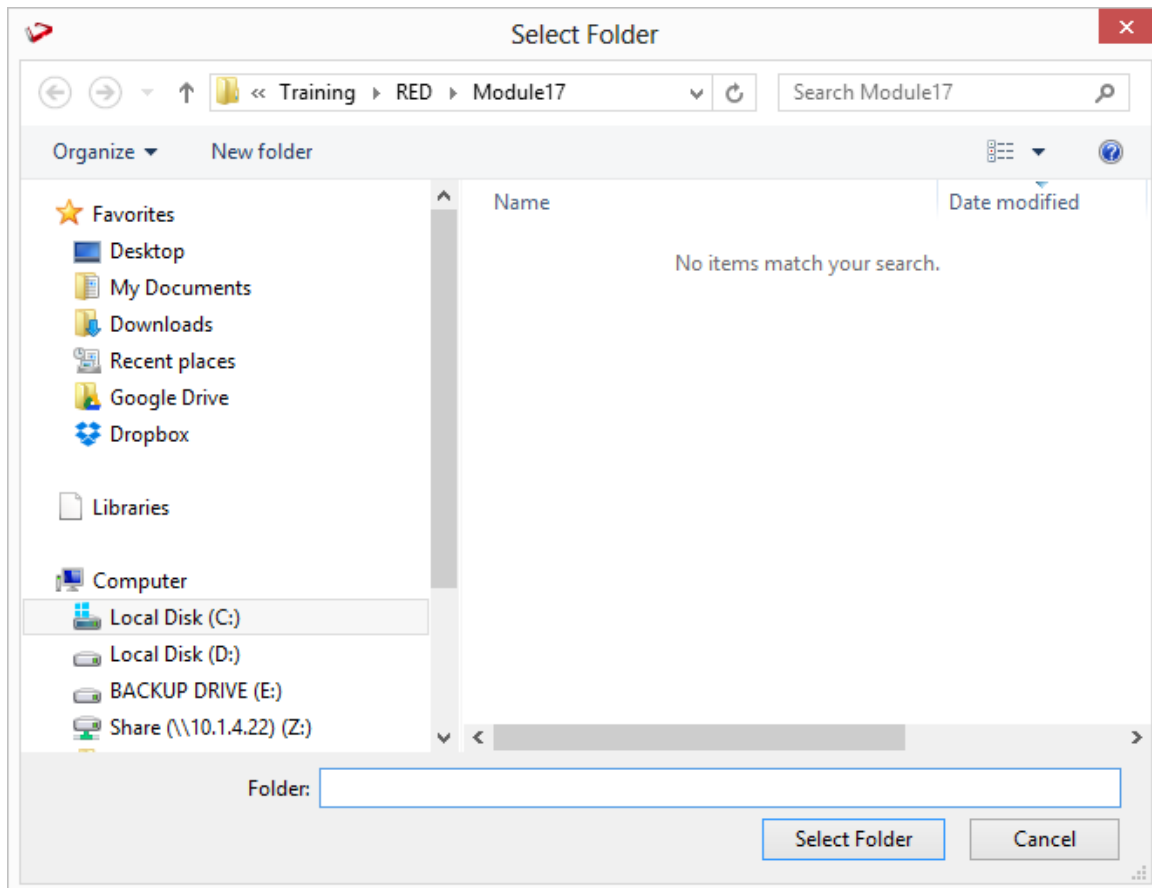 Select Folder
« Training RED Module17 Search Module17
Organize New folder
Name Date modified
No items match your search.
Favorites
Desktop
My Documents
Downloads
Recent places
Google Drive
Dropbox
Libraries
Computer
Local Disk (C:)
Local Disk (D:)
BACKUP DRIVE (E:)
Share (\\10.1.4.22) (Z:)
Folder:
Select Folder Cancel